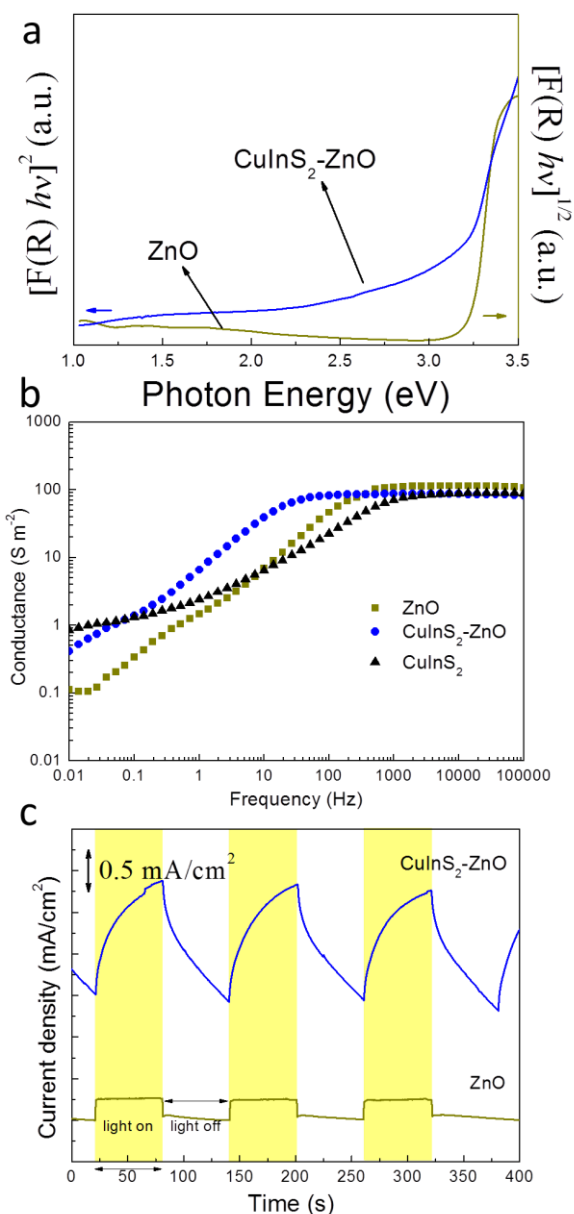 a
[F(R) hν]² (a.u.)
[F(R) hν]^1/2 (a.u.)
CuInS₂-ZnO
ZnO
1.0 1.5 2.0 2.5 3.0 3.5
Photon Energy (eV)
b
Conductance (S m⁻²)
1000
100
10
1
0.1
0.01
ZnO
CuInS₂-ZnO
CuInS₂
0.01 0.1 1 10 100 1000 10000 100000
Frequency (Hz)
c
Current density (mA/cm²)
0.5 mA/cm²
CuInS₂-ZnO
ZnO
light on light off
0 50 100 150 200 250 300 350 400
Time (s)